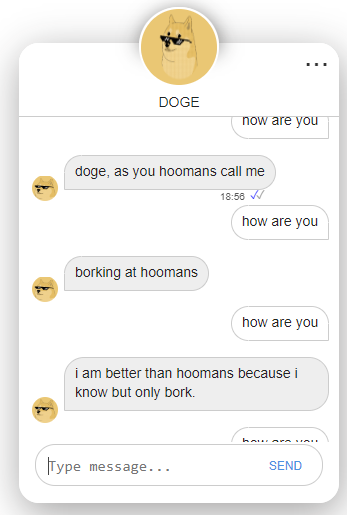 ...
DOGE
how are you
doge, as you hoomans call me
18:56
how are you
borking at hoomans
how are you
i am better than hoomans because i
know but only bork.
how are you
Type message...
SEND